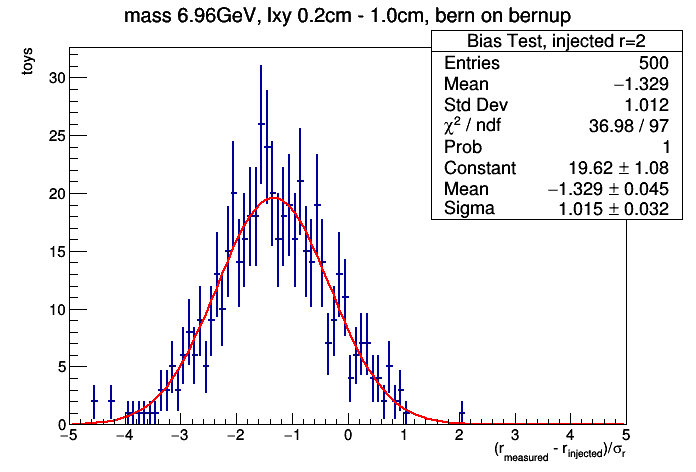 mass 6.96GeV, lxy 0.2cm - 1.0cm, bern on bernup
Bias Test, injected r=2
Entries 500
Mean −1.329
Std Dev 1.012
χ² / ndf 36.98 / 97
Prob 1
Constant 19.62 ± 1.08
Mean −1.329 ± 0.045
Sigma 1.015 ± 0.032
toys
30
25
20
15
10
5
0
−5 −4 −3 −2 −1 0 1 2 3 4 5
(r_measured - r_injected)/σ_r